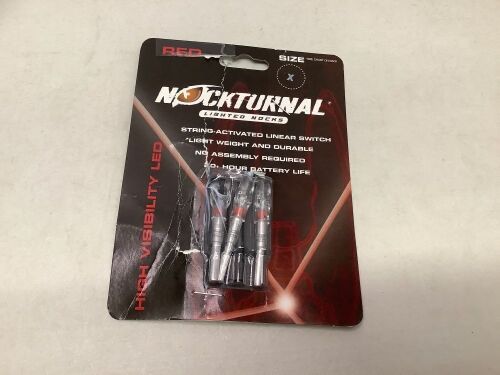 RED
SIZE
X
NOCKTURNAL
LIGHTED NOCKS
STRING-ACTIVATED LINEAR SWITCH
LIGHT WEIGHT AND DURABLE
NO ASSEMBLY REQUIRED
20+ HOUR BATTERY LIFE
HIGH VISIBILITY LED